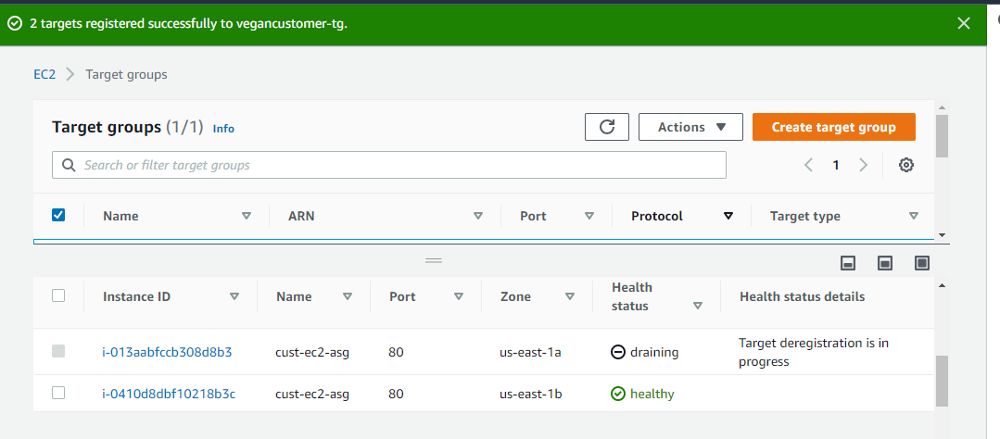 2 targets registered successfully to vegancustomer-tg.
EC2 > Target groups
Target groups (1/1) Info
Actions
Create target group
Search or filter target groups
1
Name ARN Port Protocol Target type
Instance ID Name Port Zone Health status Health status details
i-013aabfccb308d8b3 cust-ec2-asg 80 us-east-1a draining Target deregistration is in progress
i-0410d8dbf10218b3c cust-ec2-asg 80 us-east-1b healthy